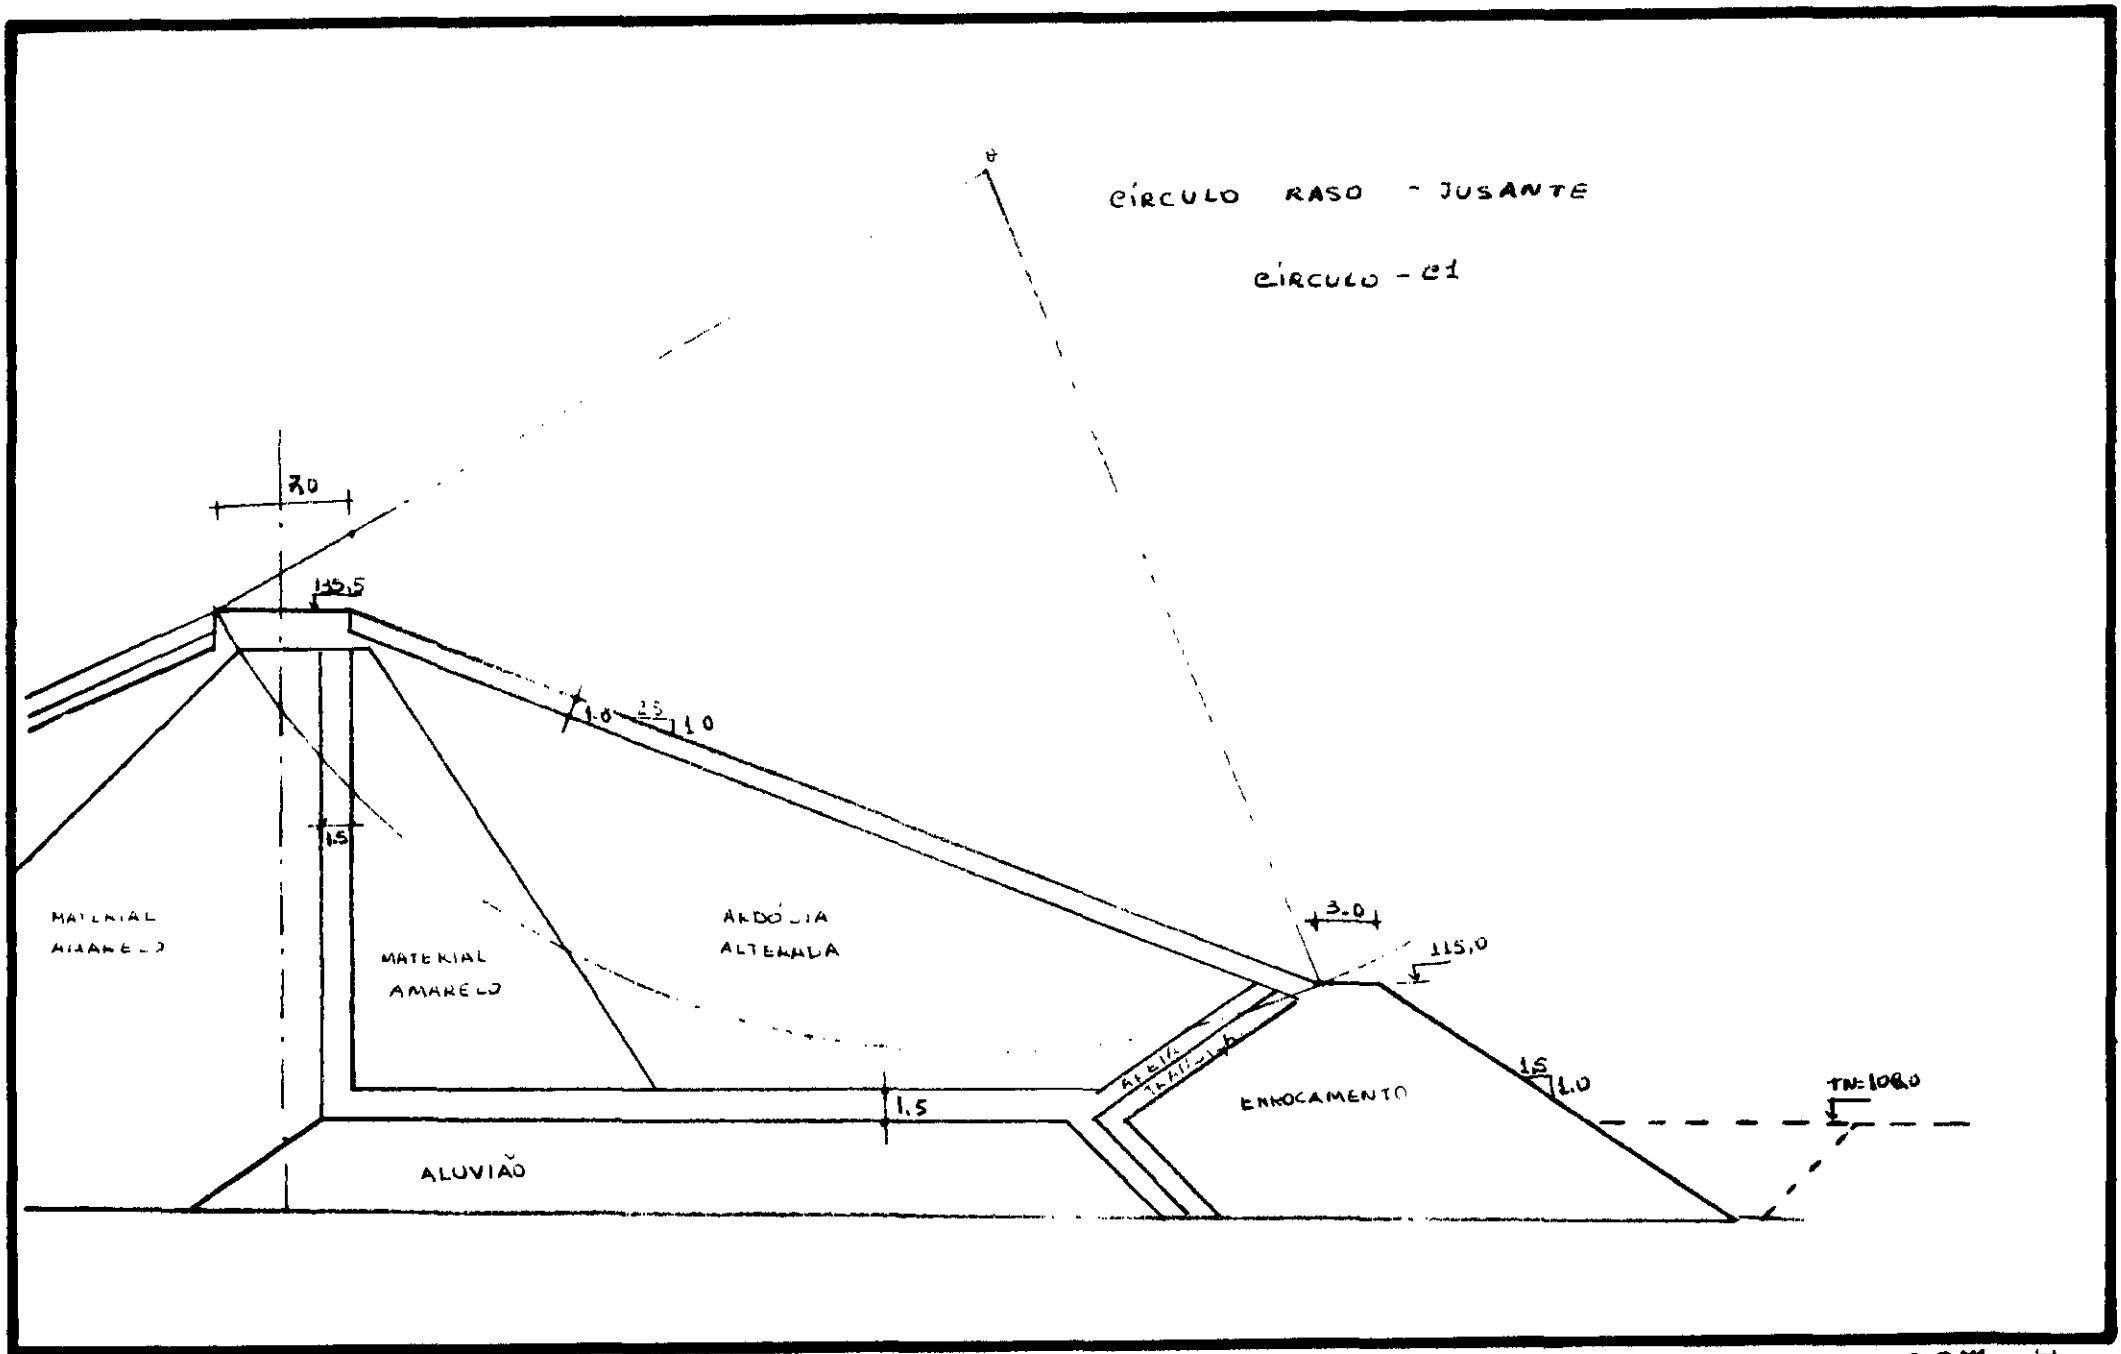 CÍRCULO RASO - JUSANTE
CÍRCULO - C1
7.0
135,5
1.0
2.5
1.0
1.5
3.0
115,0
MATERIAL
AMARELO
MATERIAL
AMARELO
ALTERADA
AREIA
1.5
1.0
ENROCAMENTO
TN=108.0
1.5
ALUVIÃO